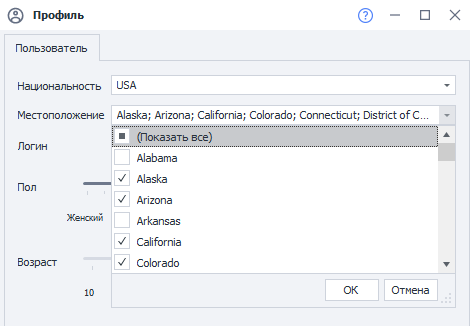 Профиль
Пользователь
Национальность USA
Местоположение Alaska; Arizona; California; Colorado; Connecticut; District of C...
(Показать все)
Логин
Alabama
Alaska
Пол
Arizona
Женский
Arkansas
California
Возраст
Colorado
10
OK Отмена